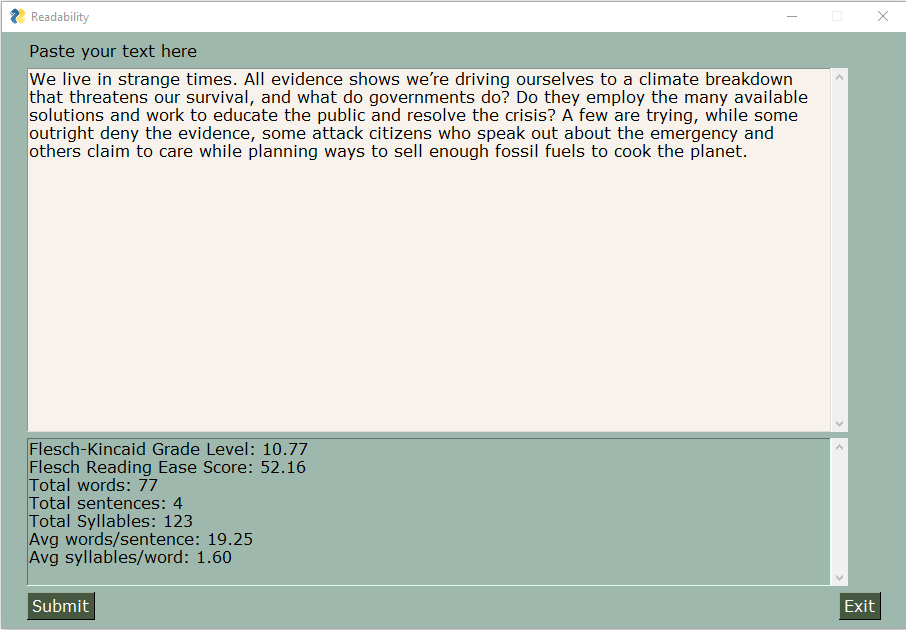 Readability
Paste your text here
We live in strange times. All evidence shows we’re driving ourselves to a climate breakdown
that threatens our survival, and what do governments do? Do they employ the many available
solutions and work to educate the public and resolve the crisis? A few are trying, while some
outright deny the evidence, some attack citizens who speak out about the emergency and
others claim to care while planning ways to sell enough fossil fuels to cook the planet.
Flesch-Kincaid Grade Level: 10.77
Flesch Reading Ease Score: 52.16
Total words: 77
Total sentences: 4
Total Syllables: 123
Avg words/sentence: 19.25
Avg syllables/word: 1.60
Submit
Exit